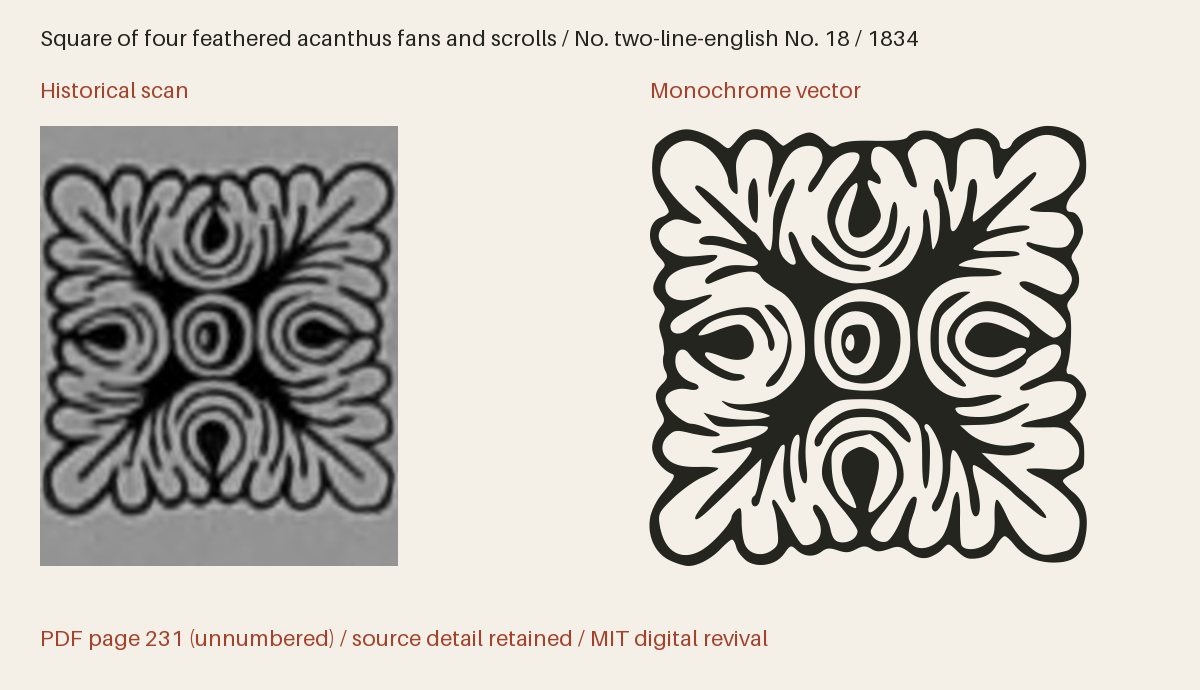 Square of four feathered acanthus fans and scrolls / No. two-line-english No. 18 / 1834
Historical scan
Monochrome vector
PDF page 231 (unnumbered) / source detail retained / MIT digital revival